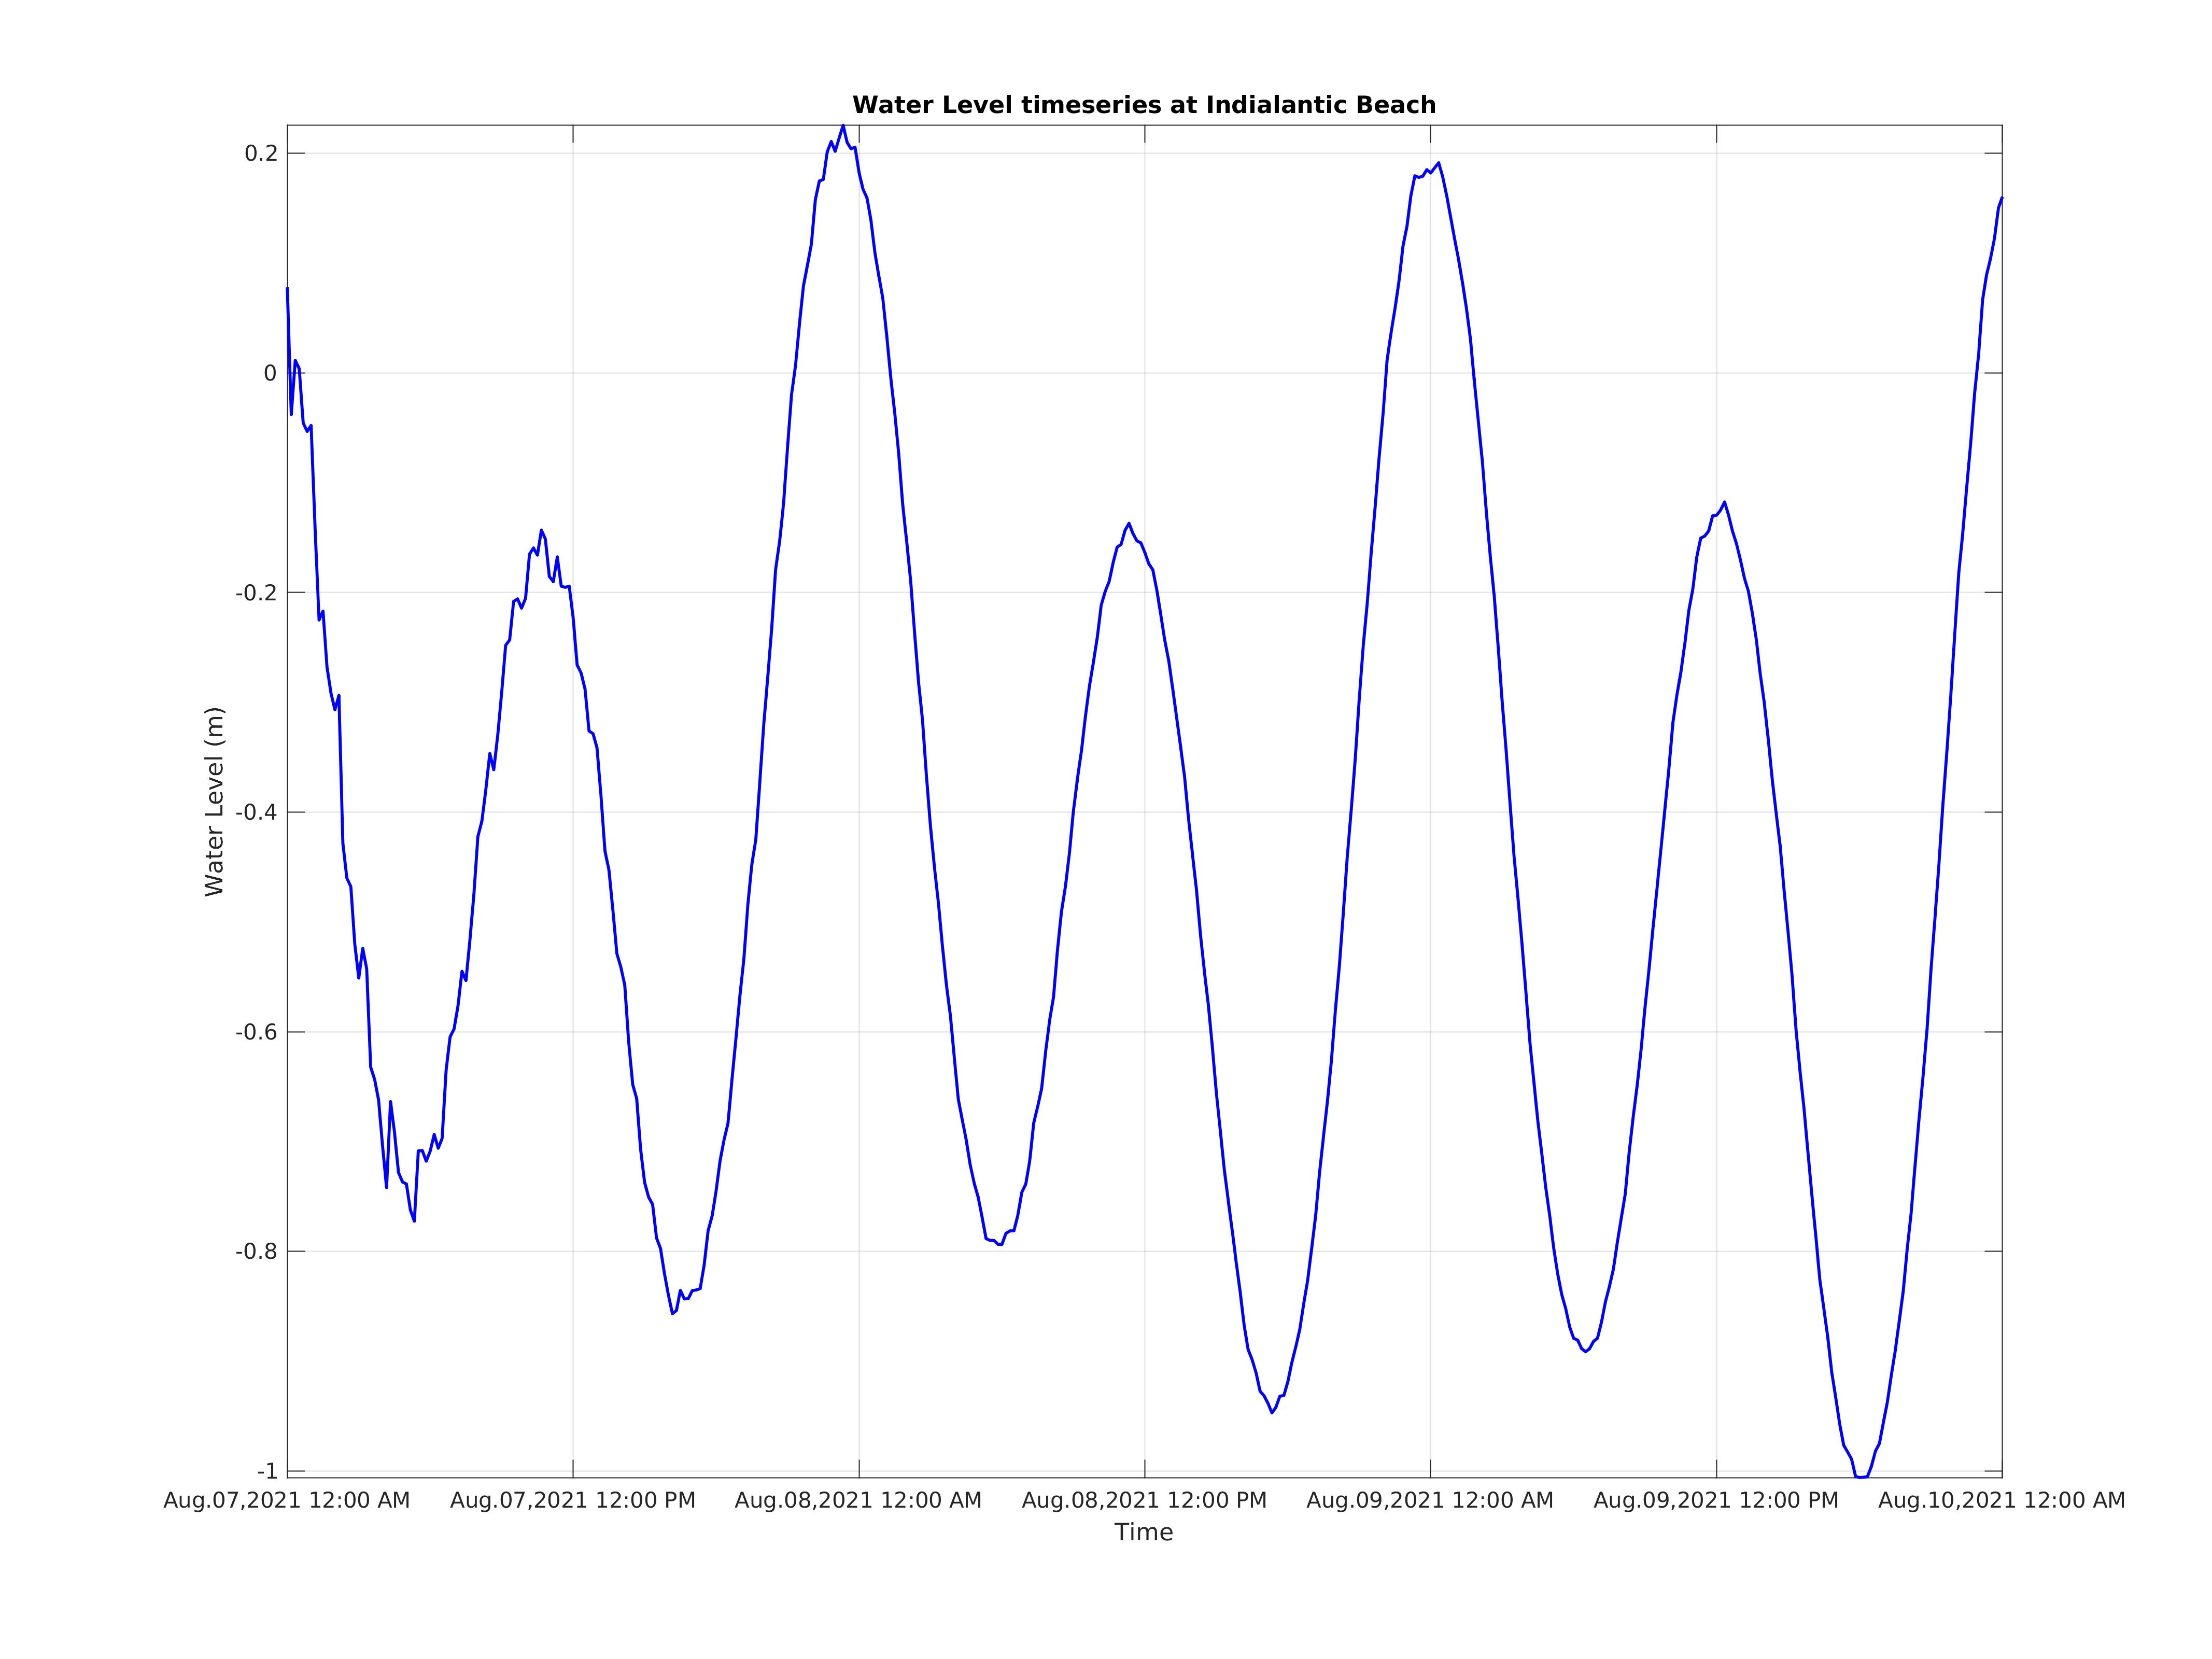 Water Level timeseries at Indialantic Beach
0.2
0
-0.2
-0.4
-0.6
-0.8
-1
Water Level (m)
Aug.07,2021 12:00 AM Aug.07,2021 12:00 PM Aug.08,2021 12:00 AM Aug.08,2021 12:00 PM Aug.09,2021 12:00 AM Aug.09,2021 12:00 PM Aug.10,2021 12:00 AM
Time